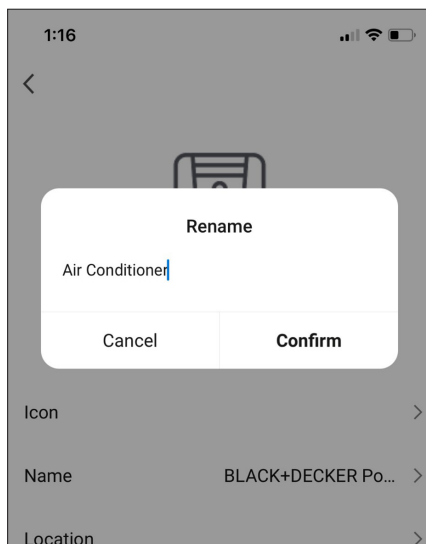 1:16
Rename
Air Conditioner
Cancel Confirm
Icon
Name BLACK+DECKER Po...
Location